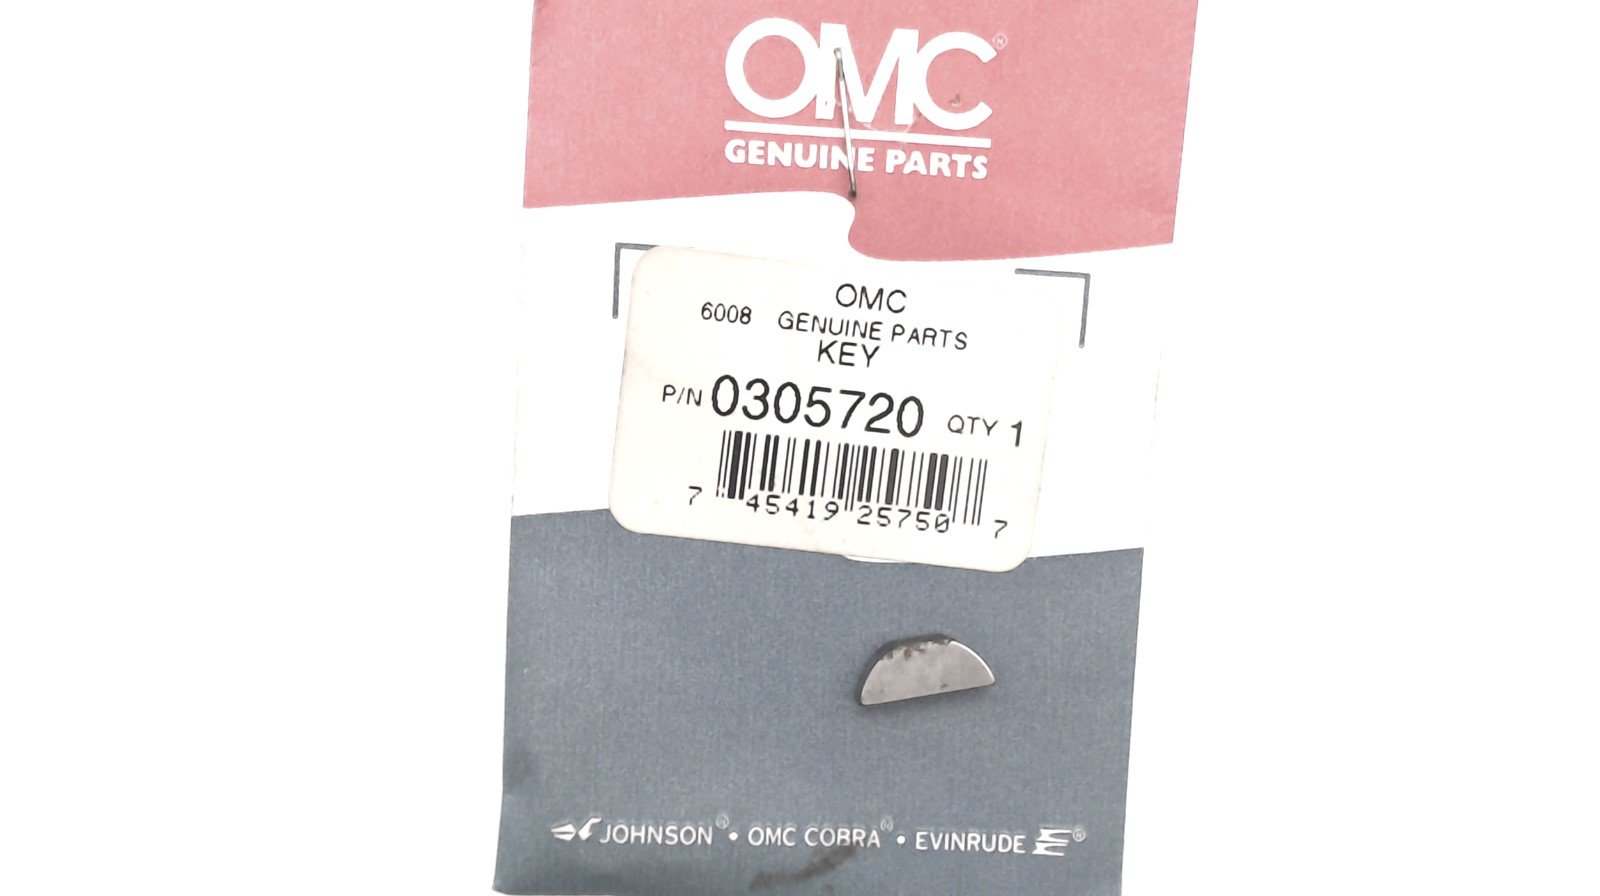 OMC®
GENUINE PARTS
OMC
6008 GENUINE PARTS
KEY
P/N 0305720 QTY 1
7 45419 25750 7
JOHNSON® • OMC COBRA® • EVINRUDE ®